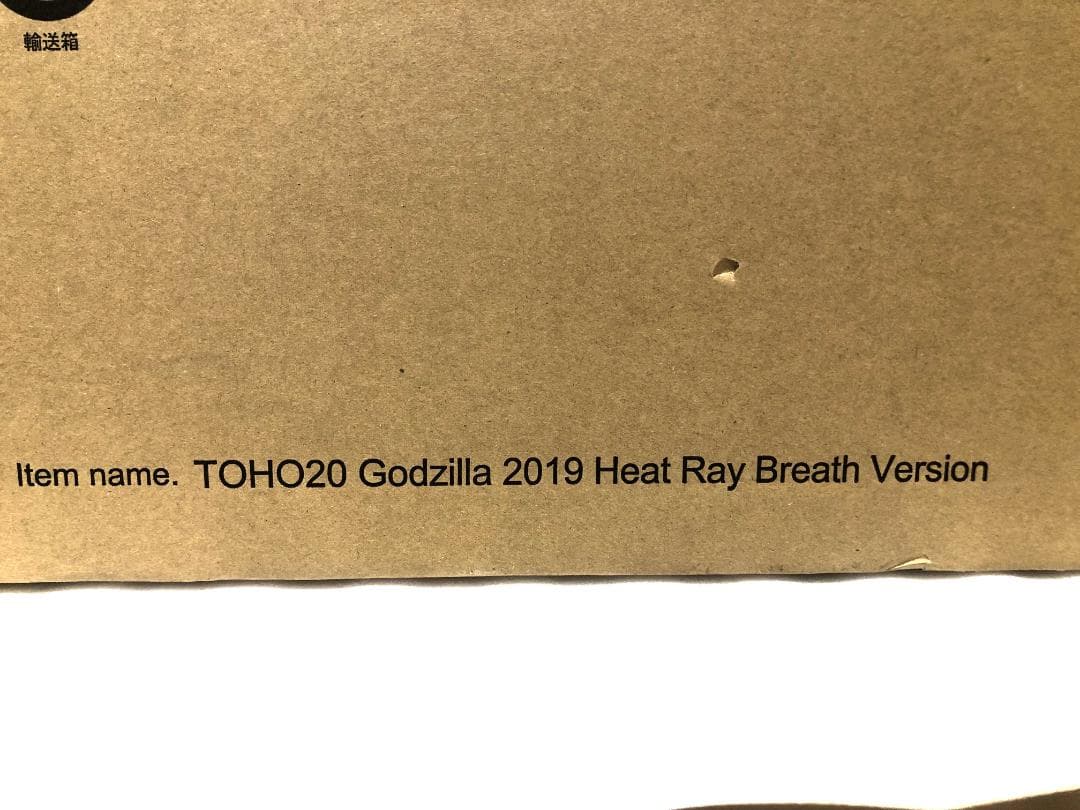 輸送箱
Item name. TOHO20 Godzilla 2019 Heat Ray Breath Version